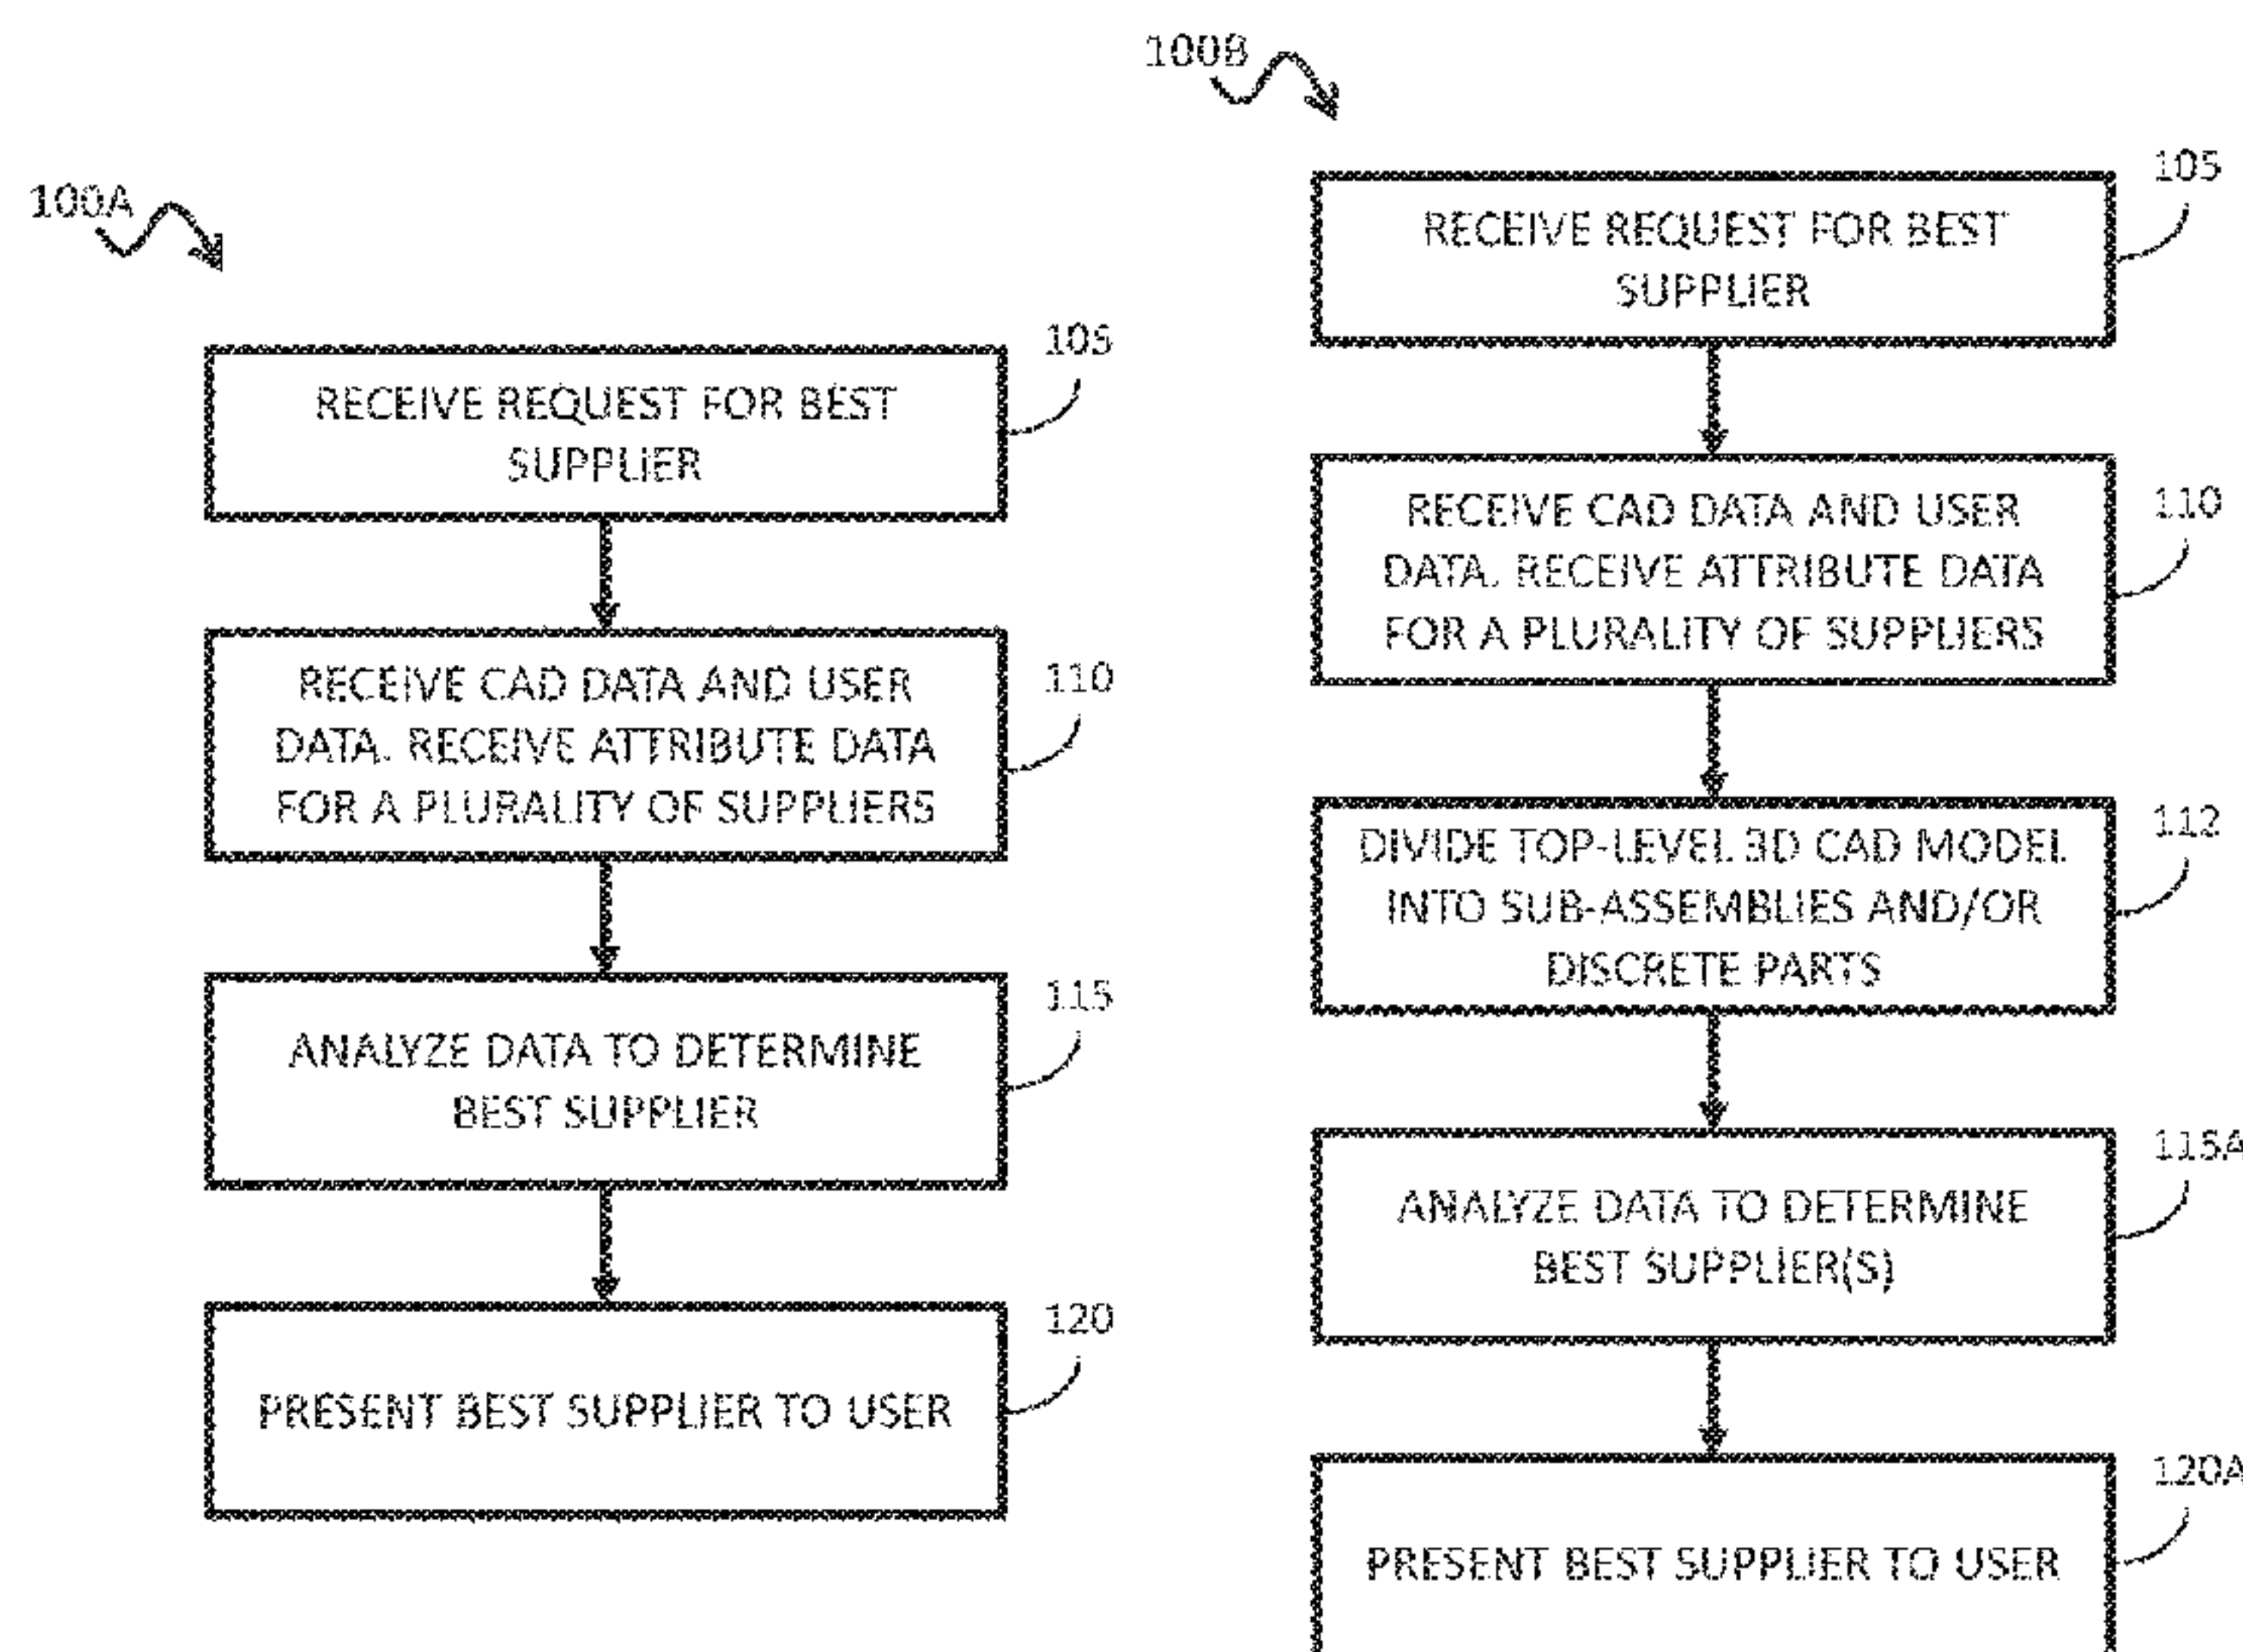 100A
RECEIVE REQUEST FOR BEST
SUPPLIER
105
RECEIVE CAD DATA AND USER
DATA. RECEIVE ATTRIBUTE DATA
FOR A PLURALITY OF SUPPLIERS
110
ANALYZE DATA TO DETERMINE
BEST SUPPLIER
115
PRESENT BEST SUPPLIER TO USER
120
100B
RECEIVE REQUEST FOR BEST
SUPPLIER
105
RECEIVE CAD DATA AND USER
DATA. RECEIVE ATTRIBUTE DATA
FOR A PLURALITY OF SUPPLIERS
110
DIVIDE TOP-LEVEL 3D CAD MODEL
INTO SUB-ASSEMBLIES AND/OR
DISCRETE PARTS
112
ANALYZE DATA TO DETERMINE
BEST SUPPLIER(S)
115A
PRESENT BEST SUPPLIER TO USER
120A